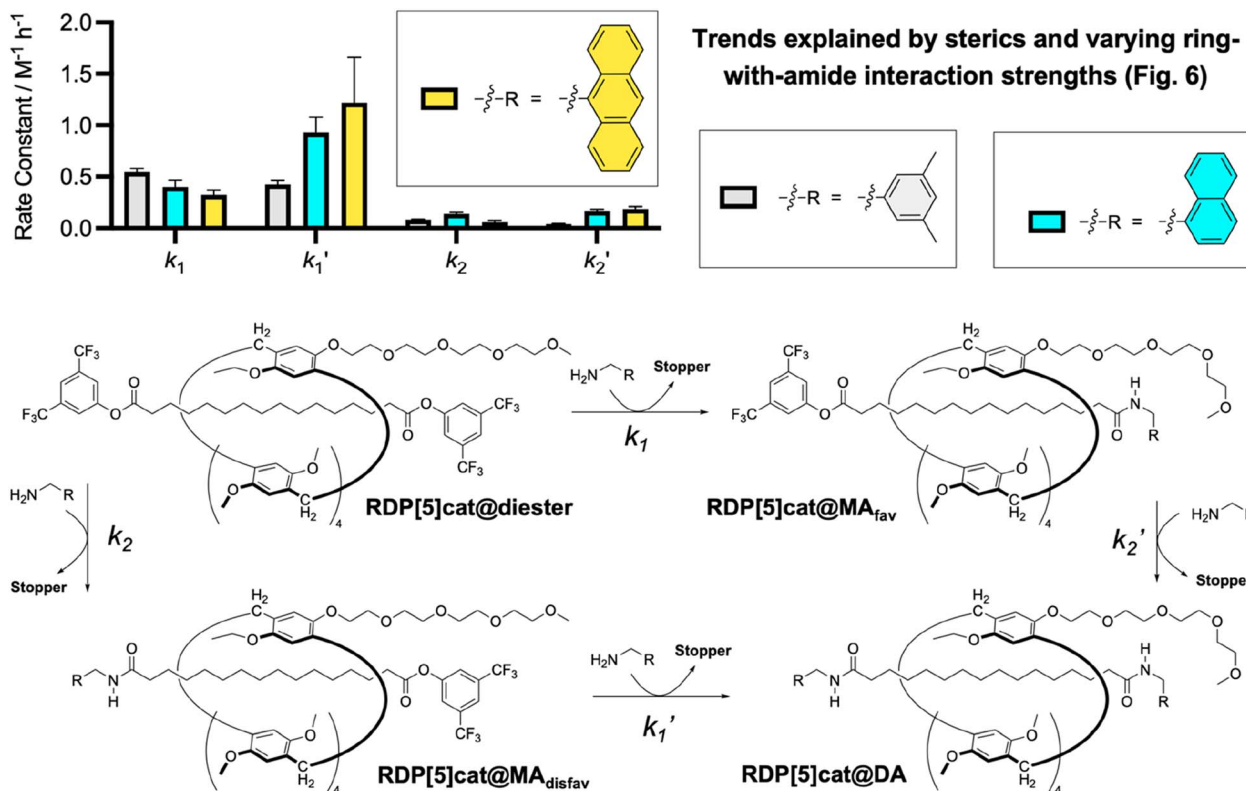 2.0
1.5
1.0
0.5
0.0
Rate Constant / M⁻¹ h⁻¹
k₁
k₁'
k₂
k₂'
R =
Trends explained by sterics and varying ring-
with-amide interaction strengths (Fig. 6)
R =
R =
CF₃
F₃C
O
O
H₂
C
O
O
O
O
O
O
O
O
CF₃
CF₃
O
O
C
H₂
4
RDP[5]cat@diester
H₂N
R
Stopper
k₁
CF₃
F₃C
O
O
H₂
C
O
O
O
O
O
O
O
H
N
R
O
O
C
H₂
4
RDP[5]cat@MAfav
H₂N
R
Stopper
k₂
H₂N
Stopper
k₂'
R
N
H
O
H₂
C
O
O
O
O
O
O
O
O
CF₃
CF₃
O
O
C
H₂
4
RDP[5]cat@MAdisfav
H₂N
R
Stopper
k₁'
R
N
H
O
H₂
C
O
O
O
O
O
O
O
H
N
R
O
O
C
H₂
4
RDP[5]cat@DA